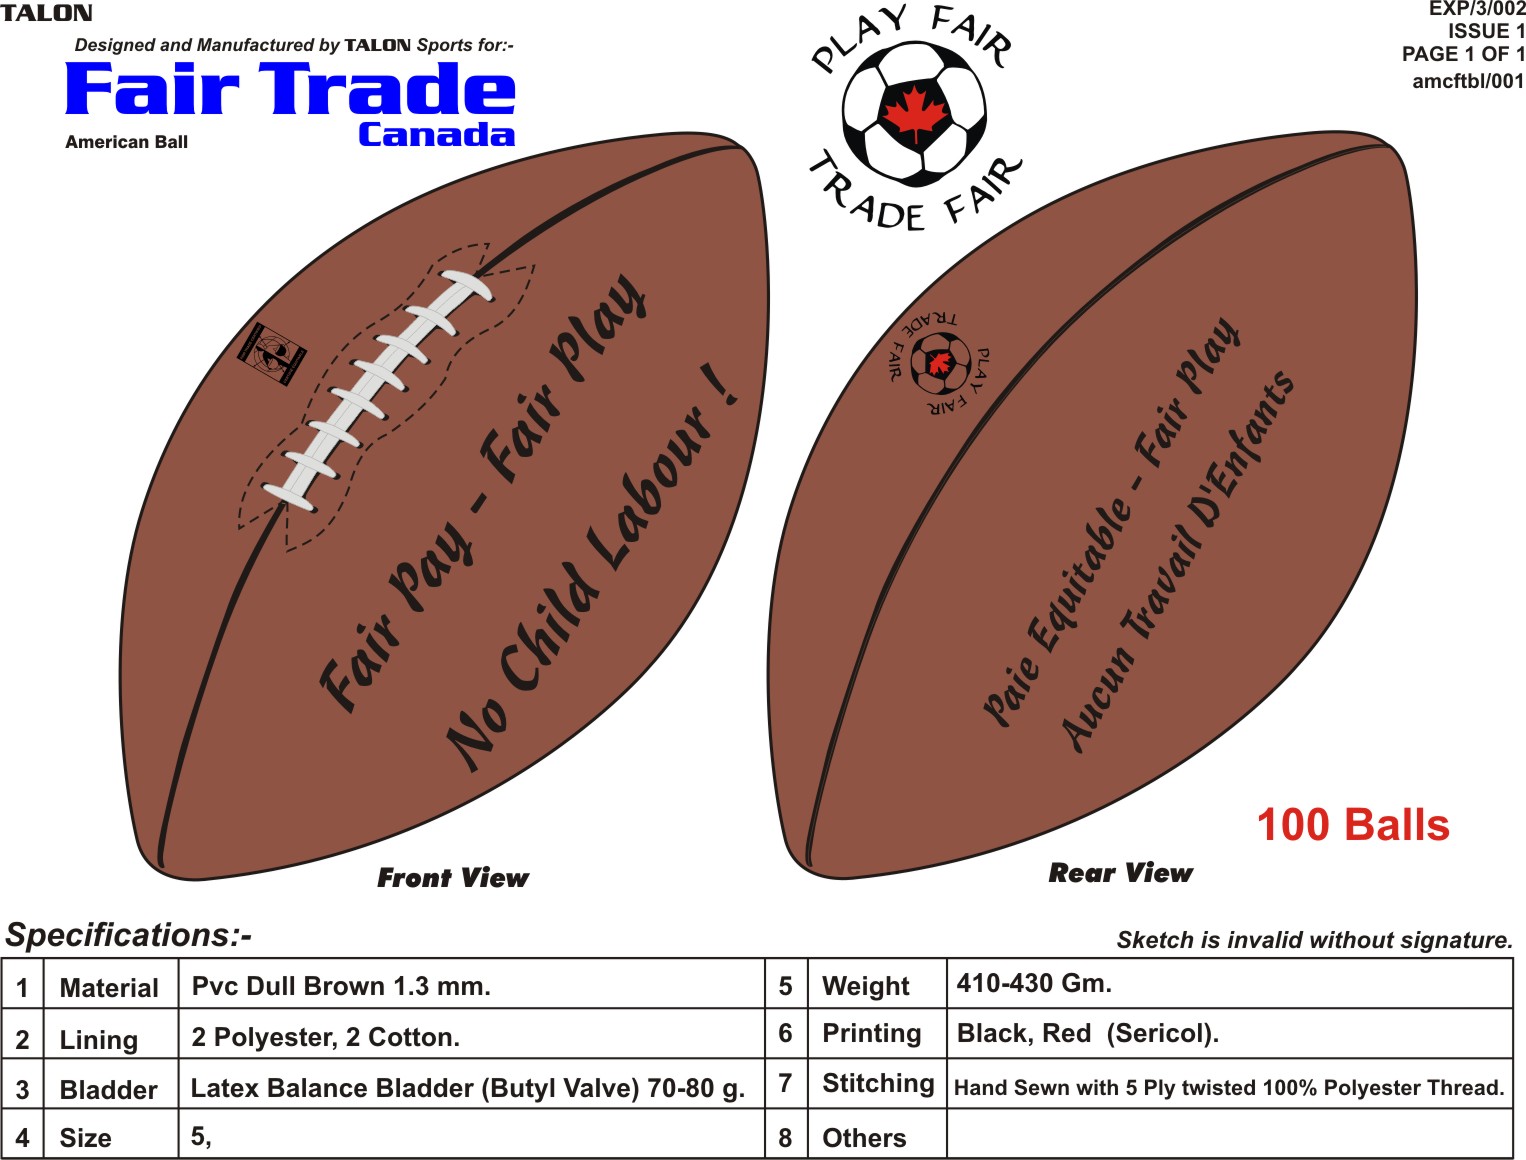 TALON
Designed and Manufactured by TALON Sports for:-
Fair Trade
Canada
American Ball
PLAY FAIR
TRADE FAIR
EXP/3/002
ISSUE 1
PAGE 1 OF 1
amcftbl/001
Fair Pay - Fair Play
No Child Labour !
Front View
PLAY FAIR
TRADE FAIR
Paie Equitable - Fair Play
Aucun Travail D'Enfants
Rear View
100 Balls
Specifications:-
Sketch is invalid without signature.
1 Material Pvc Dull Brown 1.3 mm.
2 Lining 2 Polyester, 2 Cotton.
3 Bladder Latex Balance Bladder (Butyl Valve) 70-80 g.
4 Size 5,
5 Weight 410-430 Gm.
6 Printing Black, Red (Sericol).
7 Stitching Hand Sewn with 5 Ply twisted 100% Polyester Thread.
8 Others